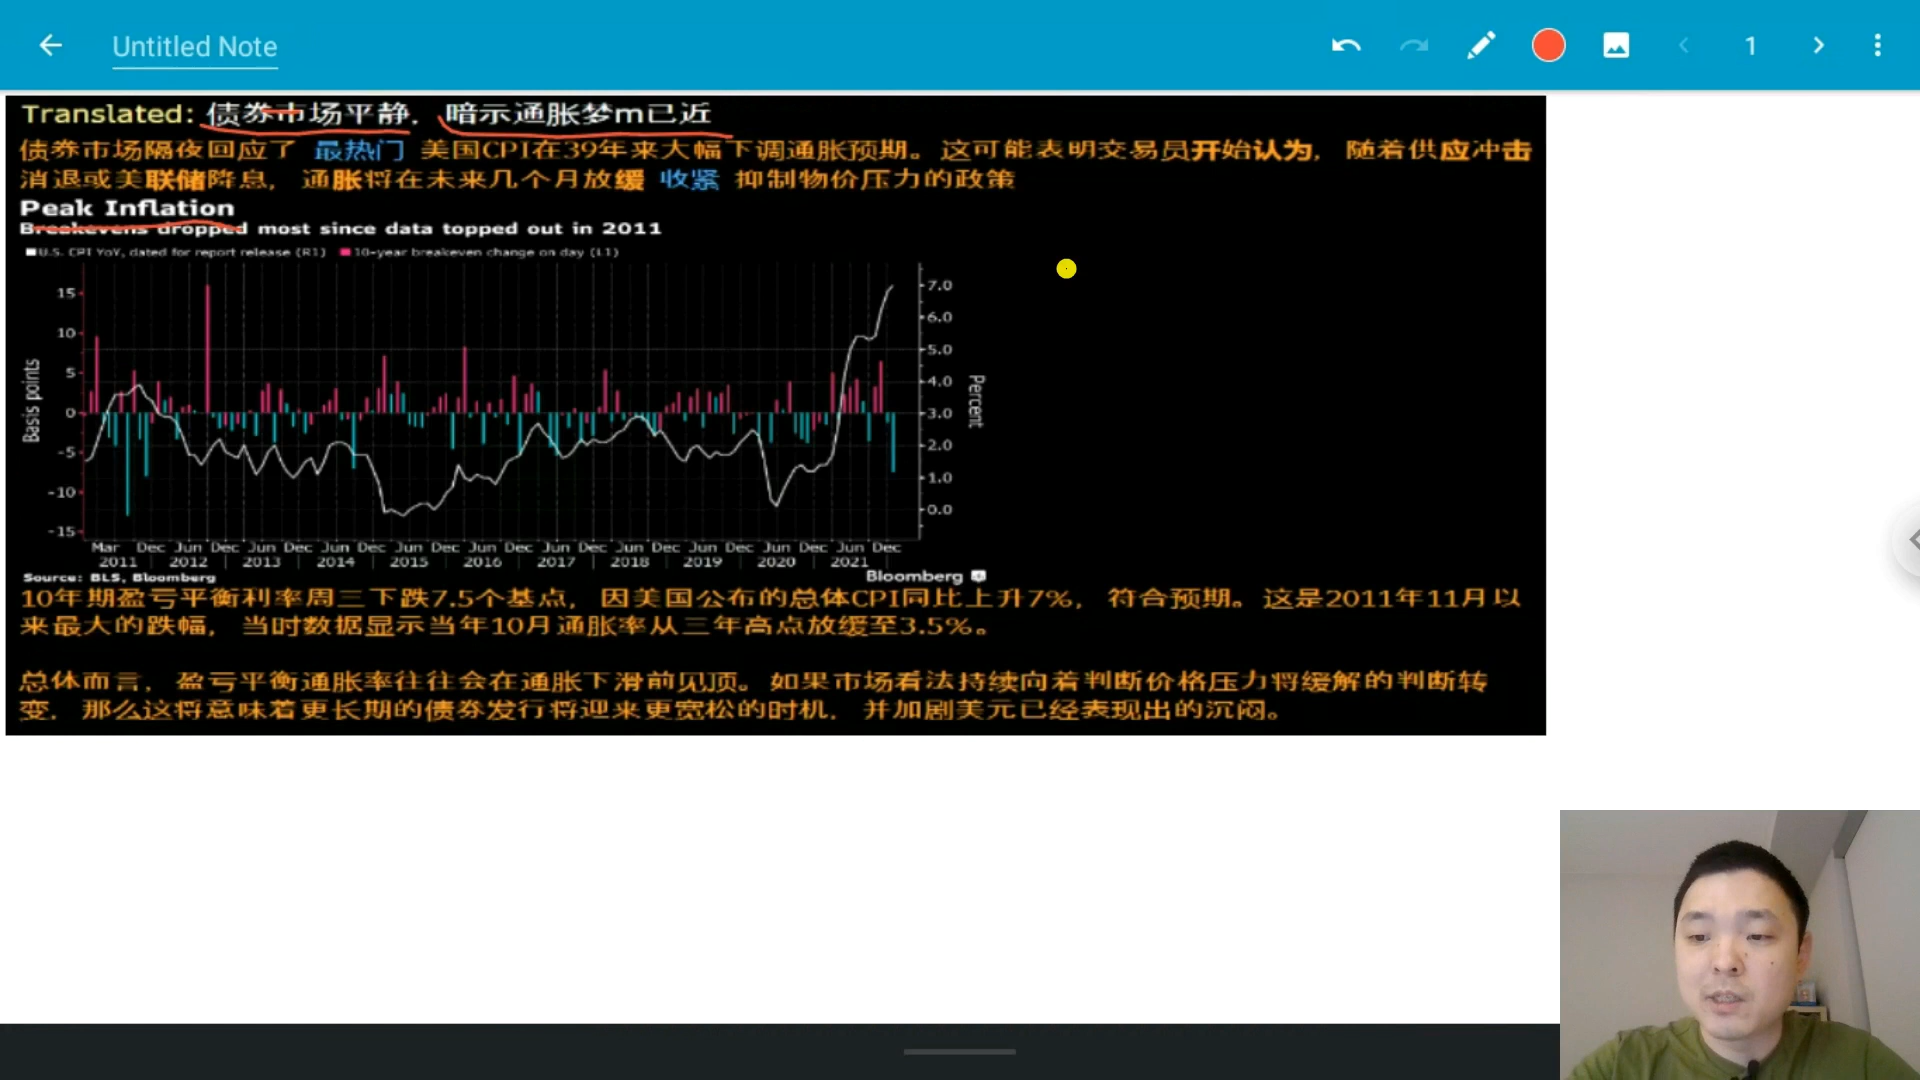 Untitled Note
1
Translated: 债券市场平静. 暗示通胀梦m已近
债券市场隔夜回应了 最热门 美国CPI在39年来大幅下调通胀预期。这可能表明交易员开始认为, 随着供应冲击
消退或美联储降息, 通胀将在未来几个月放缓 收紧 抑制物价压力的政策
Peak Inflation
Breakevens dropped most since data topped out in 2011
U.S. CPI YoY, dated for report release (R1) 10-year breakeven change on day (L1)
15
10
5
0
-5
-10
-15
Basis points
7.0
6.0
5.0
4.0
3.0
2.0
1.0
0.0
Percent
Mar Dec Jun Dec Jun Dec Jun Dec Jun Dec Jun Dec Jun Dec Jun Dec Jun Dec Jun Dec Jun Dec
2011 2012 2013 2014 2015 2016 2017 2018 2019 2020 2021
Source: BLS, Bloomberg
Bloomberg
10年期盈亏平衡利率周三下跌7.5个基点, 因美国公布的总体CPI同比上升7%, 符合预期。这是2011年11月以
来最大的跌幅, 当时数据显示当年10月通胀率从三年高点放缓至3.5%。
总体而言, 盈亏平衡通胀率往往会在通胀下滑前见顶。如果市场看法持续向着判断价格压力将缓解的判断转
变, 那么这将意味着更长期的债券发行将迎来更宽松的时机, 并加剧美元已经表现出的沉闷。